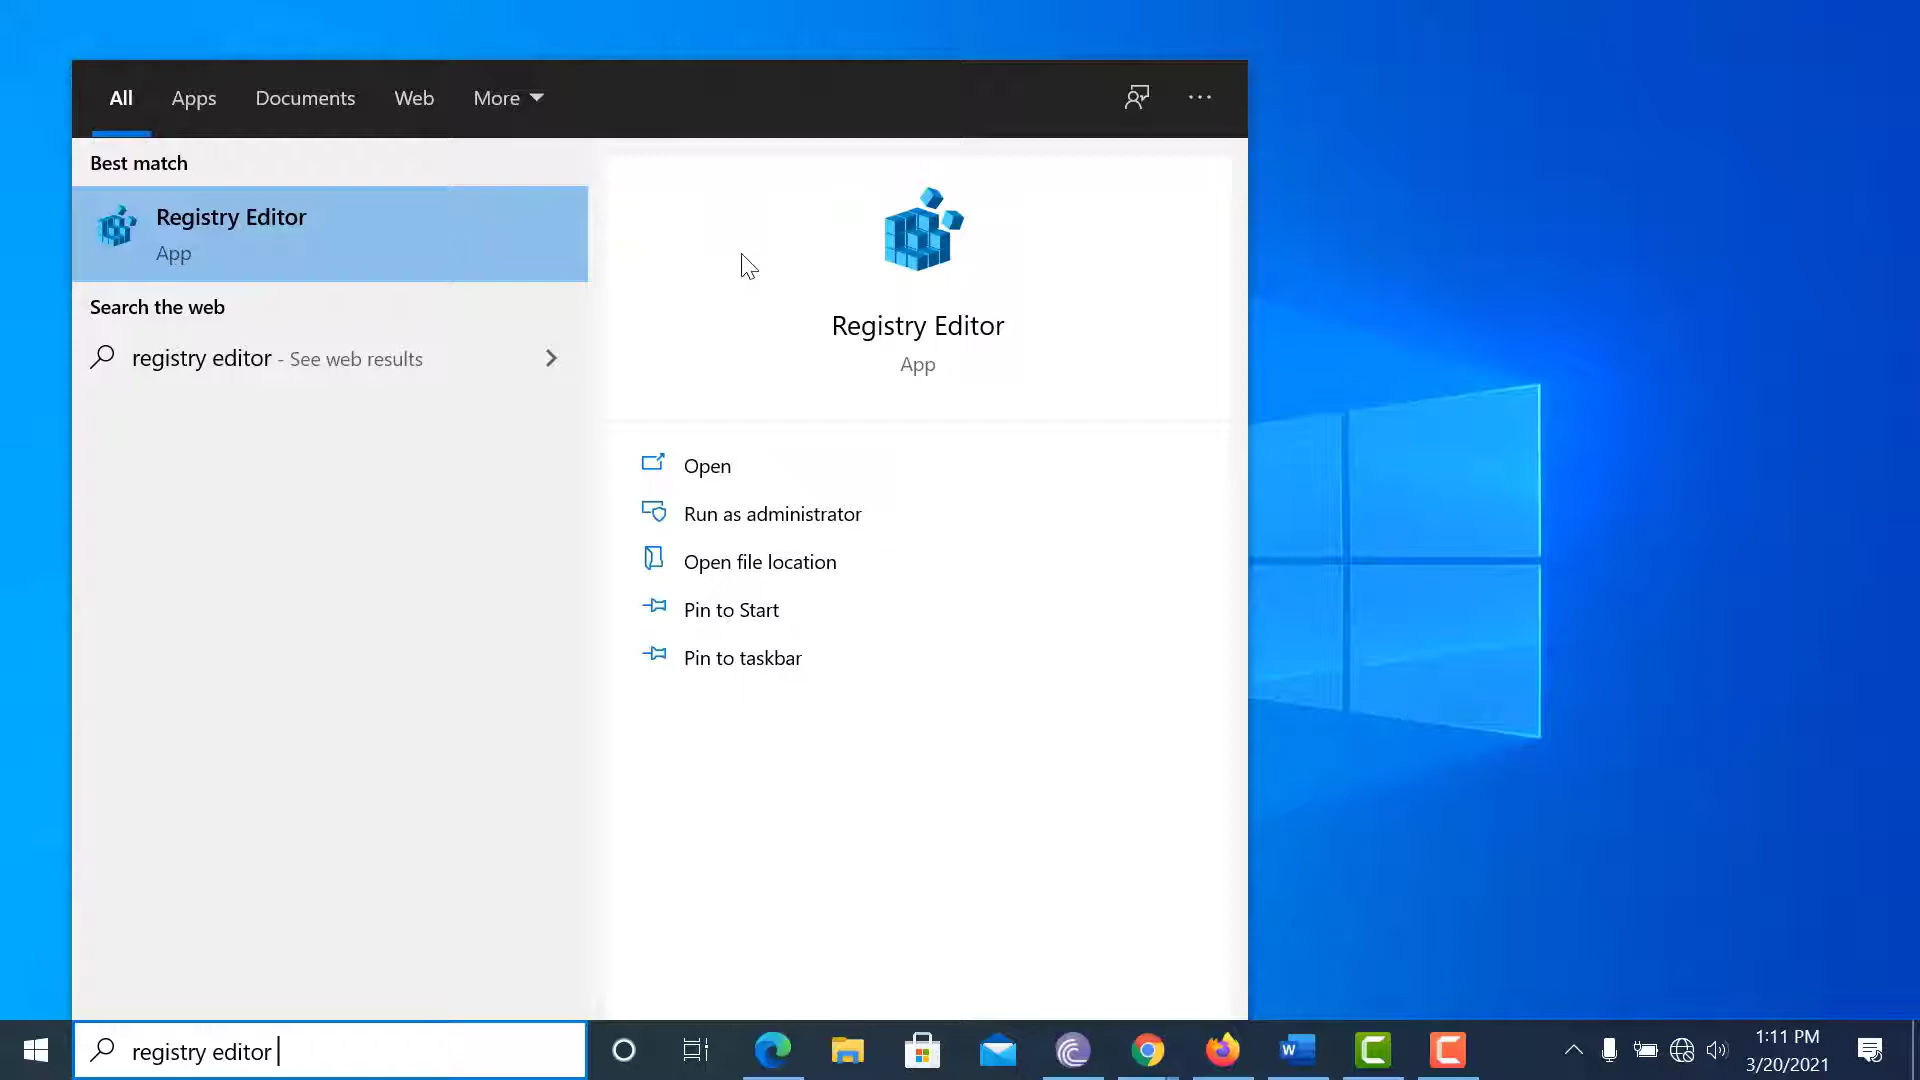 All Apps Documents Web More
Best match
Registry Editor
App
Search the web
registry editor - See web results
Registry Editor
App
Open
Run as administrator
Open file location
Pin to Start
Pin to taskbar
registry editor
W
1:11 PM
3/20/2021